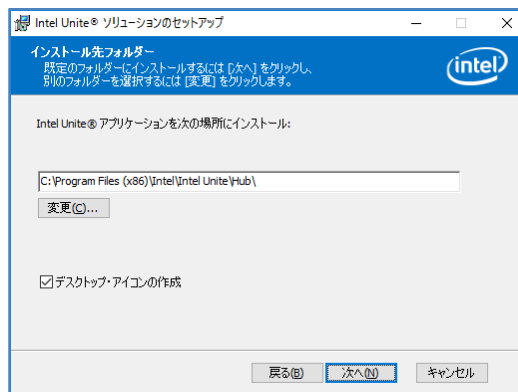 Intel Unite® ソリューションのセットアップ
インストール先フォルダー
既定のフォルダーにインストールするには [次へ] をクリックし、
別のフォルダーを選択するには [変更] をクリックします。
intel
Intel Unite® アプリケーションを次の場所にインストール:
C:\Program Files (x86)\Intel\Intel Unite\Hub\
変更(C)...
デスクトップ・アイコンの作成
戻る(B) 次へ(N) キャンセル